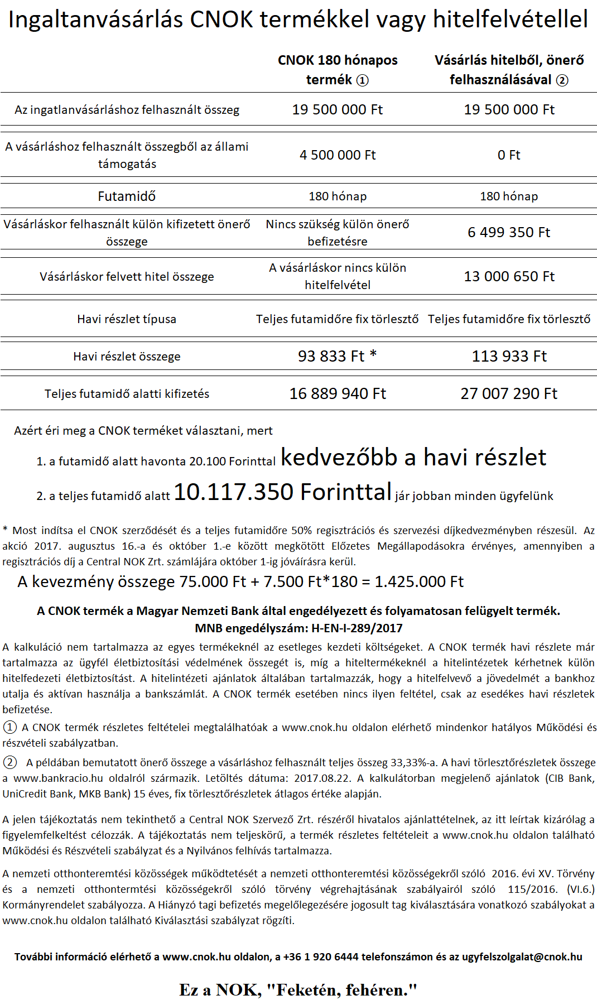 Ingaltanvásárlás CNOK termékkel vagy hitelfelvétellel
CNOK 180 hónapos termék ①
Vásárlás hitelből, önerő felhasználásával ②
Az ingatlanvásárláshoz felhasznált összeg 19 500 000 Ft 19 500 000 Ft
A vásárláshoz felhasznált összegből az állami
támogatás 4 500 000 Ft 0 Ft
Futamidő 180 hónap 180 hónap
Vásárláskor felhasznált külön kifizetett önerő
összege
Nincs szükség külön önerő
befizetésre
6 499 350 Ft
Vásárláskor felvett hitel összege
A vásárláskor nincs külön
hitelfelvétel
13 000 650 Ft
Havi részlet típusa Teljes futamidőre fix törlesztő Teljes futamidőre fix törlesztő
Havi részlet összege 93 833 Ft * 113 933 Ft
Teljes futamidő alatti kifizetés 16 889 940 Ft 27 007 290 Ft
Azért éri meg a CNOK terméket választani, mert
1. a futamidő alatt havonta 20.100 Forinttal kedvezőbb a havi részlet
2. a teljes futamidő alatt 10.117.350 Forinttal jár jobban minden ügyfelünk
* Most indítsa el CNOK szerződését és a teljes futamidőre 50% regisztrációs és szervezési díjkedvezményben részesül. Az
akció 2017. augusztus 16.-a és október 1.-e között megkötött Előzetes Megállapodásokra érvényes, amennyiben a
regisztrációs díj a Central NOK Zrt. számlájára október 1-ig jóváírásra kerül.
A kevezmény összege 75.000 Ft + 7.500 Ft*180 = 1.425.000 Ft
A CNOK termék a Magyar Nemzeti Bank által engedélyezett és folyamatosan felügyelt termék.
MNB engedélyszám: H-EN-I-289/2017
A kalkuláció nem tartalmazza az egyes termékeknél az esetleges kezdeti költségeket. A CNOK termék havi részlete már
tartalmazza az ügyfél életbiztosítási védelmének összegét is, míg a hiteltermékeknél a hitelintézetek kérhetnek külön
hitelfedezeti életbiztosítást. A hitelintézeti ajánlatok általában tartalmazzák, hogy a hitelfelvevő a jövedelmét a bankhoz
utalja és aktívan használja a bankszámlát. A CNOK termék esetében nincs ilyen feltétel, csak az esedékes havi részletek
befizetése.
① A CNOK termék részletes feltételei megtalálhatóak a www.cnok.hu oldalon elérhető mindenkor hatályos Működési és
részvételi szabályzatban.
② A példában bemutatott önerő összege a vásárláshoz felhasznált teljes összeg 33,33%-a. A havi törlesztőrészletek összege
a www.bankracio.hu oldalról származik. Letöltés dátuma: 2017.08.22. A kalkulátorban megjelenő ajánlatok (CIB Bank,
UniCredit Bank, MKB Bank) 15 éves, fix törlesztőrészletek átlagos értéke alapján.
A jelen tájékoztatás nem tekinthető a Central NOK Szervező Zrt. részéről hivatalos ajánlattételnek, az itt leírtak kizárólag a
figyelemfelkeltést célozzák. A tájékoztatás nem teljeskörű, a termék részletes feltételeit a www.cnok.hu oldalon található
Működési és Részvételi szabályzat és a Nyilvános felhívás tartalmazza.
A nemzeti otthonteremtési közösségek működtetését a nemzeti otthonteremtési közösségekről szóló 2016. évi XV. Törvény
és a nemzeti otthontermtési közösségekről szóló törvény végrehajtásának szabályairól szóló 115/2016. (VI.6.)
Kormányrendelet szabályozza. A Hiányzó tagi befizetés megelőlegezésére jogosult tag kiválasztására vonatkozó szabályokat a
www.cnok.hu oldalon található Kiválasztási szabályzat rögzíti.
További információ elérhető a www.cnok.hu oldalon, a +36 1 920 6444 telefonszámon és az ugyfelszolgalat@cnok.hu
Ez a NOK, "Feketén, fehéren."